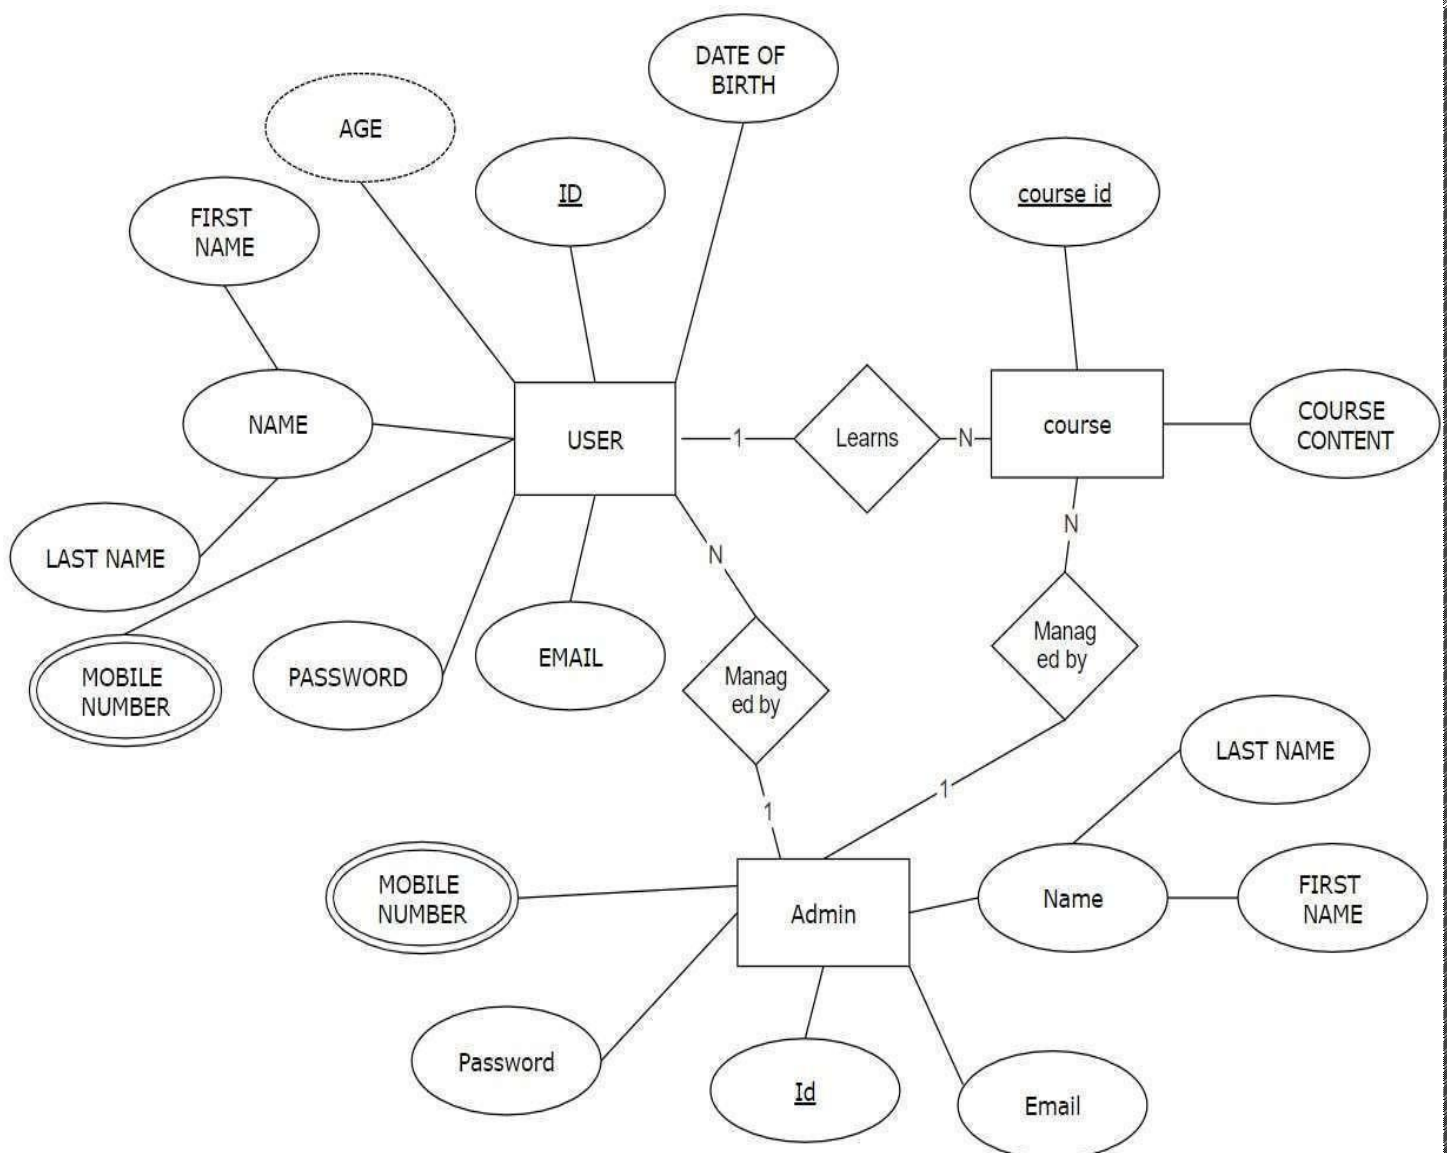 DATE OF
BIRTH
AGE
ID
course id
FIRST
NAME
NAME
USER
1
Learns
N
course
COURSE
CONTENT
LAST NAME
N
N
MOBILE
NUMBER
PASSWORD
EMAIL
Manag
ed by
Manag
ed by
LAST NAME
1
1
MOBILE
NUMBER
Admin
Name
FIRST
NAME
Password
Id
Email